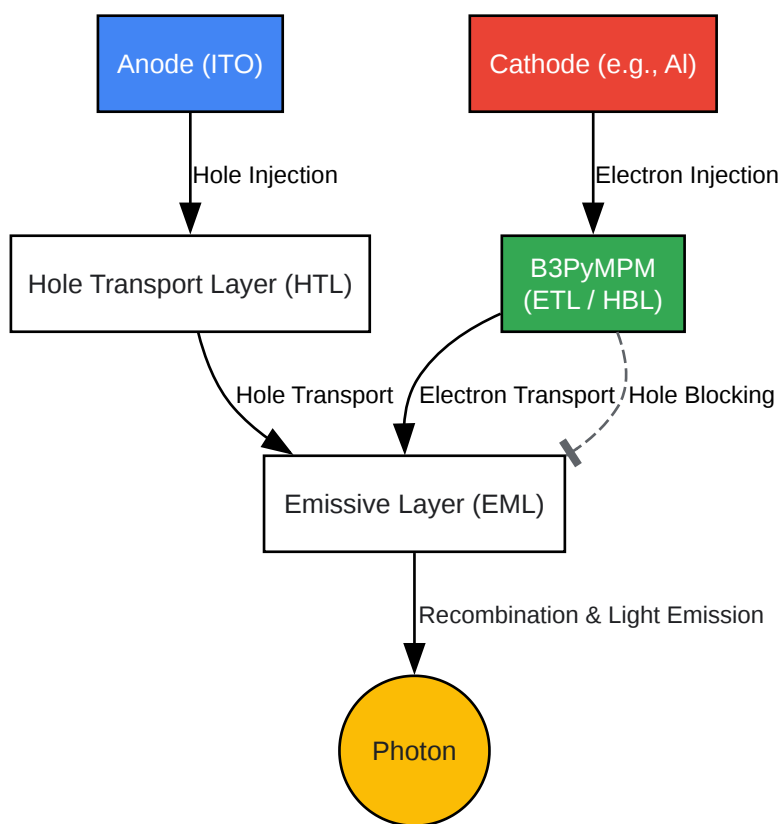 Anode (ITO)
Cathode (e.g., Al)
Hole Injection
Electron Injection
Hole Transport Layer (HTL)
B3PyMPM
(ETL / HBL)
Hole Transport
Electron Transport
Hole Blocking
Emissive Layer (EML)
Recombination & Light Emission
Photon